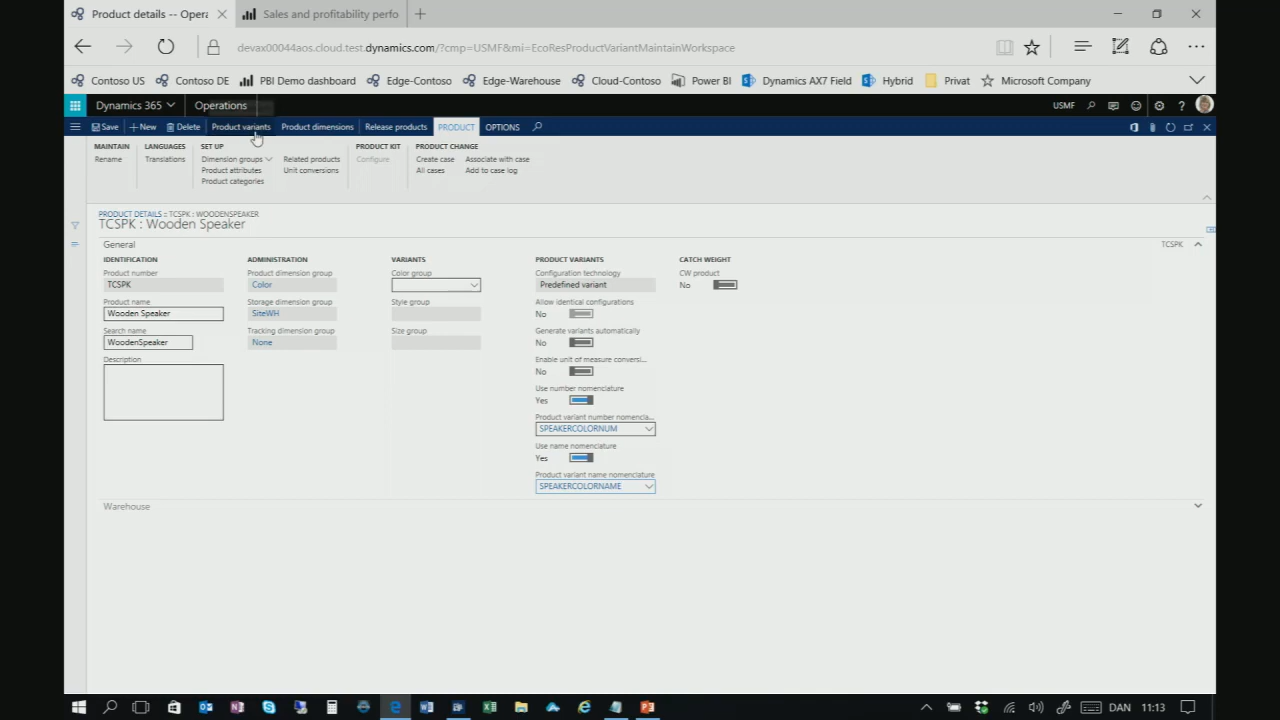 Product details -- Opera
Sales and profitability perfo
devax00044aos.cloud.test.dynamics.com/?cmp=USMF&mi=EcoResProductVariantMaintainWorkspace
Contoso US
Contoso DE
PBI Demo dashboard
Edge-Contoso
Edge-Warehouse
Cloud-Contoso
Power BI
Dynamics AX7 Field
Hybrid
Privat
Microsoft Company
Dynamics 365
Operations
USMF
Save
New
Delete
Product variants
Product dimensions
Release products
PRODUCT
OPTIONS
MAINTAIN
Rename
LANGUAGES
Translations
SET UP
Dimension groups
Product attributes
Product categories
Related products
Unit conversions
PRODUCT KIT
Configure
PRODUCT CHANGE
Create case
All cases
Associate with case
Add to case log
PRODUCT DETAILS :: TCSPK : WOODENSPEAKER
TCSPK : Wooden Speaker
General
TCSPK
IDENTIFICATION
Product number
TCSPK
Product name
Wooden Speaker
Search name
WoodenSpeaker
Description
ADMINISTRATION
Product dimension group
Color
Storage dimension group
SiteWH
Tracking dimension group
None
VARIANTS
Color group
Style group
Size group
PRODUCT VARIANTS
Configuration technology
Predefined variant
Allow identical configurations
No
Generate variants automatically
No
Enable unit of measure conversi...
No
Use number nomenclature
Yes
Product variant number nomencla...
SPEAKERCOLORNUM
Use name nomenclature
Yes
Product variant name nomenclature
SPEAKERCOLORNAME
CATCH WEIGHT
CW product
No
Warehouse
DAN
11:13